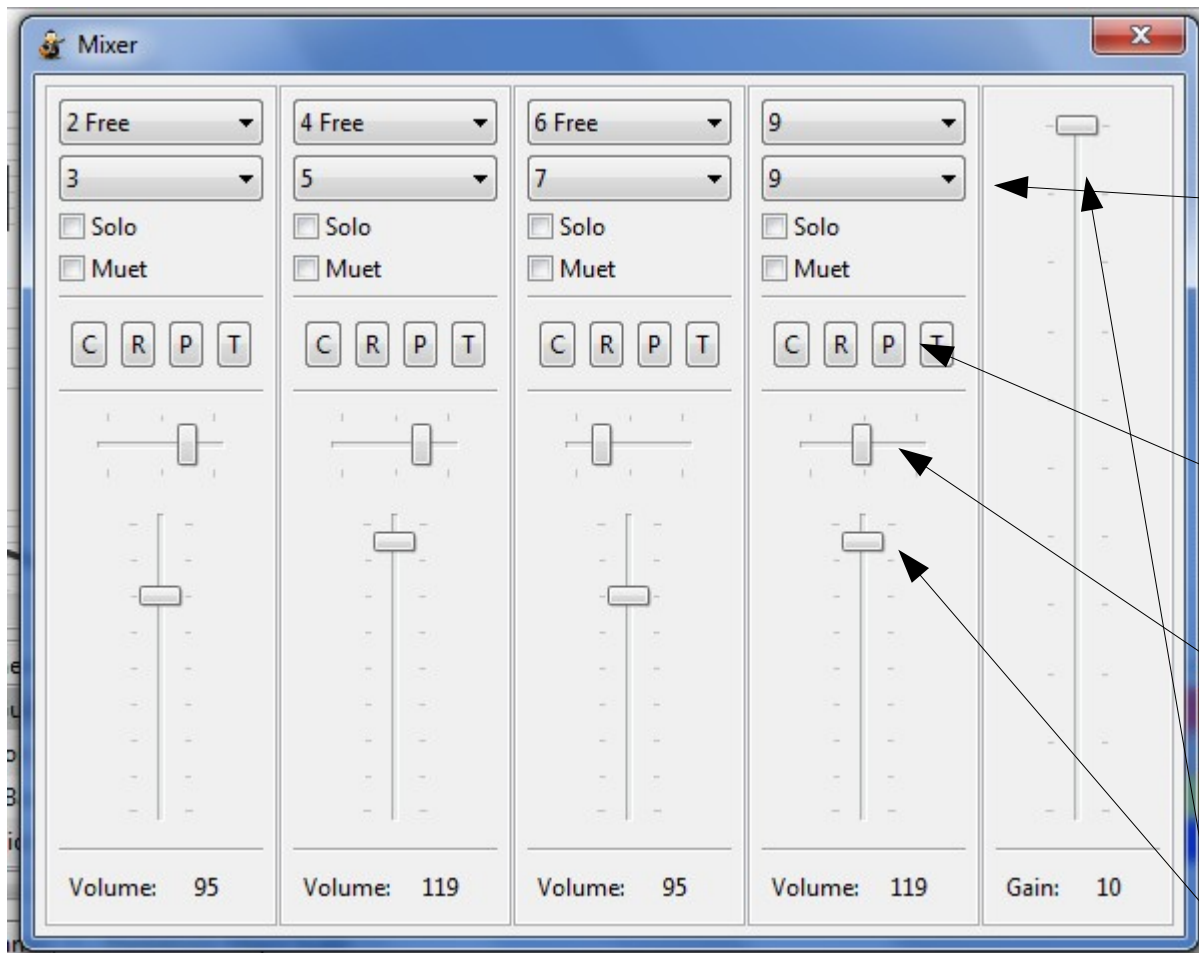 Mixer
2 Free
3
Solo
Muet
C R P T
Volume: 95
4 Free
5
Solo
Muet
C R P T
Volume: 119
6 Free
7
Solo
Muet
C R P T
Volume: 95
9
9
Solo
Muet
C R P T
Volume: 119
Gain: 10